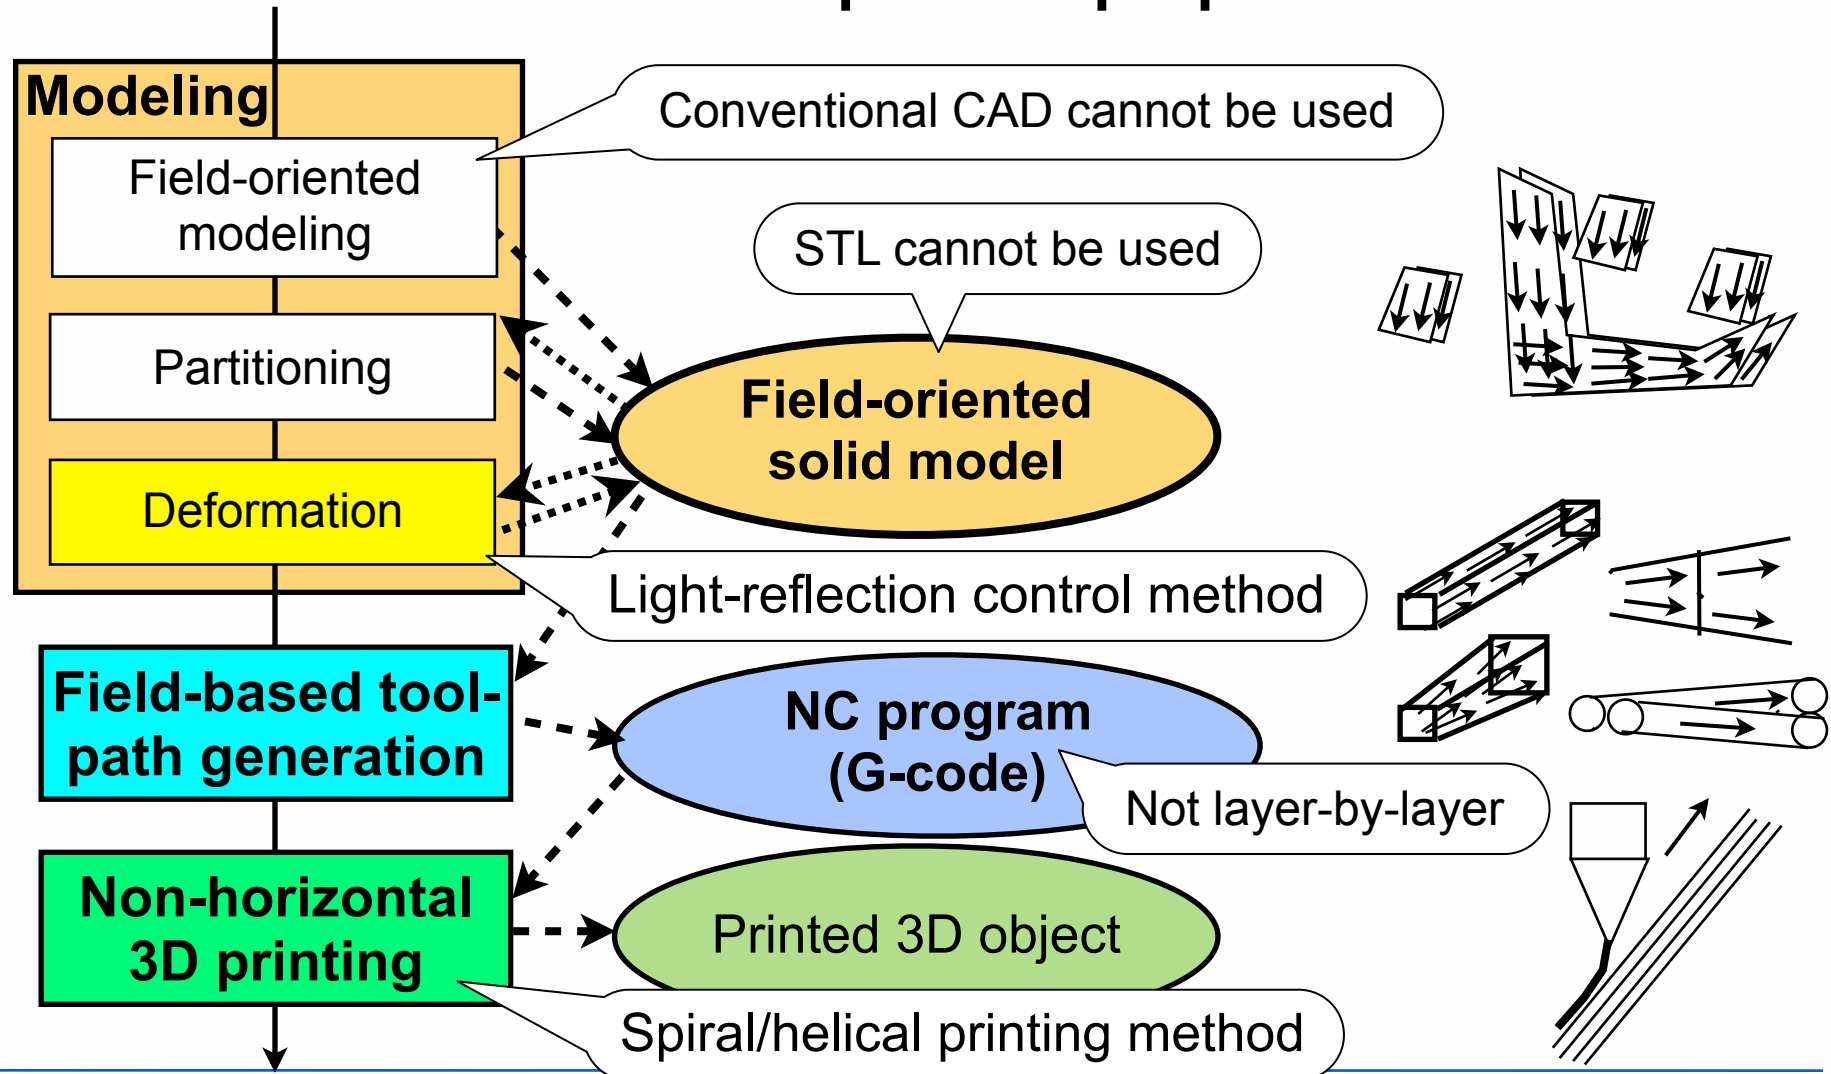 Modeling
Conventional CAD cannot be used
Field-oriented
modeling
STL cannot be used
Partitioning
Field-oriented
solid model
Deformation
Light-reflection control method
Field-based tool-
path generation
NC program
(G-code)
Not layer-by-layer
Non-horizontal
3D printing
Printed 3D object
Spiral/helical printing method